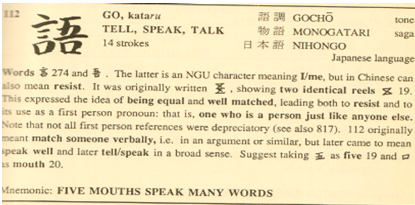 112
語
GO, kataru
TELL, SPEAK, TALK
14 strokes
語調 GOCHŌ tone
物語 MONOGATARI saga
日本語 NIHONGO
Japanese language
Words 言 274 and 吾. The latter is an NGU character meaning I/me, but in Chinese can
also mean resist. It was originally written, showing two identical reels 19.
This expressed the idea of being equal and well matched, leading both to resist and to
its use as a first person pronoun: that is, one who is a person just like anyone else.
Note that not all first person references were depreciatory (see also 817). 112 originally
meant match somebody verbally, i.e. in an argument or similar, but later came to mean
speak well and later tell/speak in a broad sense. Suggest taking 五 as five 19 and 口
as mouth 20.
Mnemonic: FIVE MOUTHS SPEAK MANY WORDS